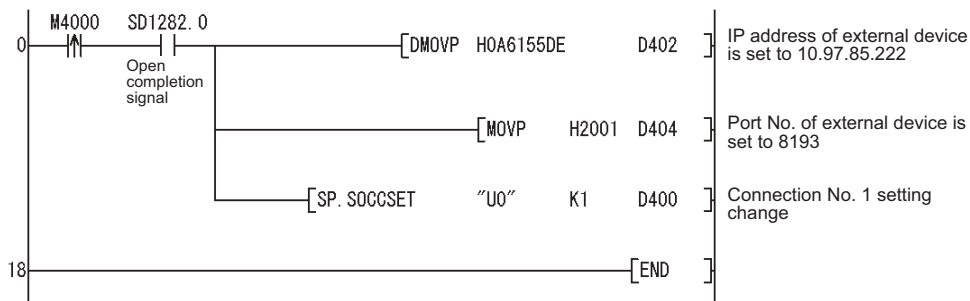 M4000 SD1282.0
0
Open
completion
signal
DMOVP H0A6155DE D402
IP address of external device
is set to 10.97.85.222
MOVP H2001 D404
Port No. of external device is
set to 8193
SP.SOCCSET "U0" K1 D400
Connection No. 1 setting
change
18
END